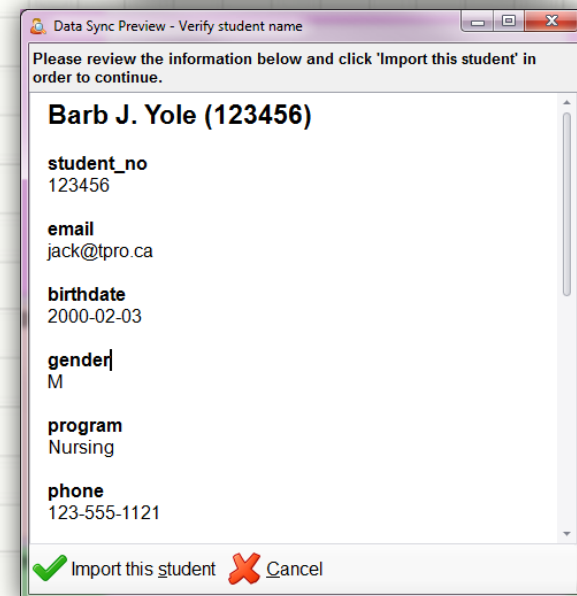 Data Sync Preview - Verify student name
Please review the information below and click 'Import this student' in
order to continue.
Barb J. Yole (123456)
student_no
123456
email
jack@tpro.ca
birthdate
2000-02-03
gender
M
program
Nursing
phone
123-555-1121
Import this student Cancel